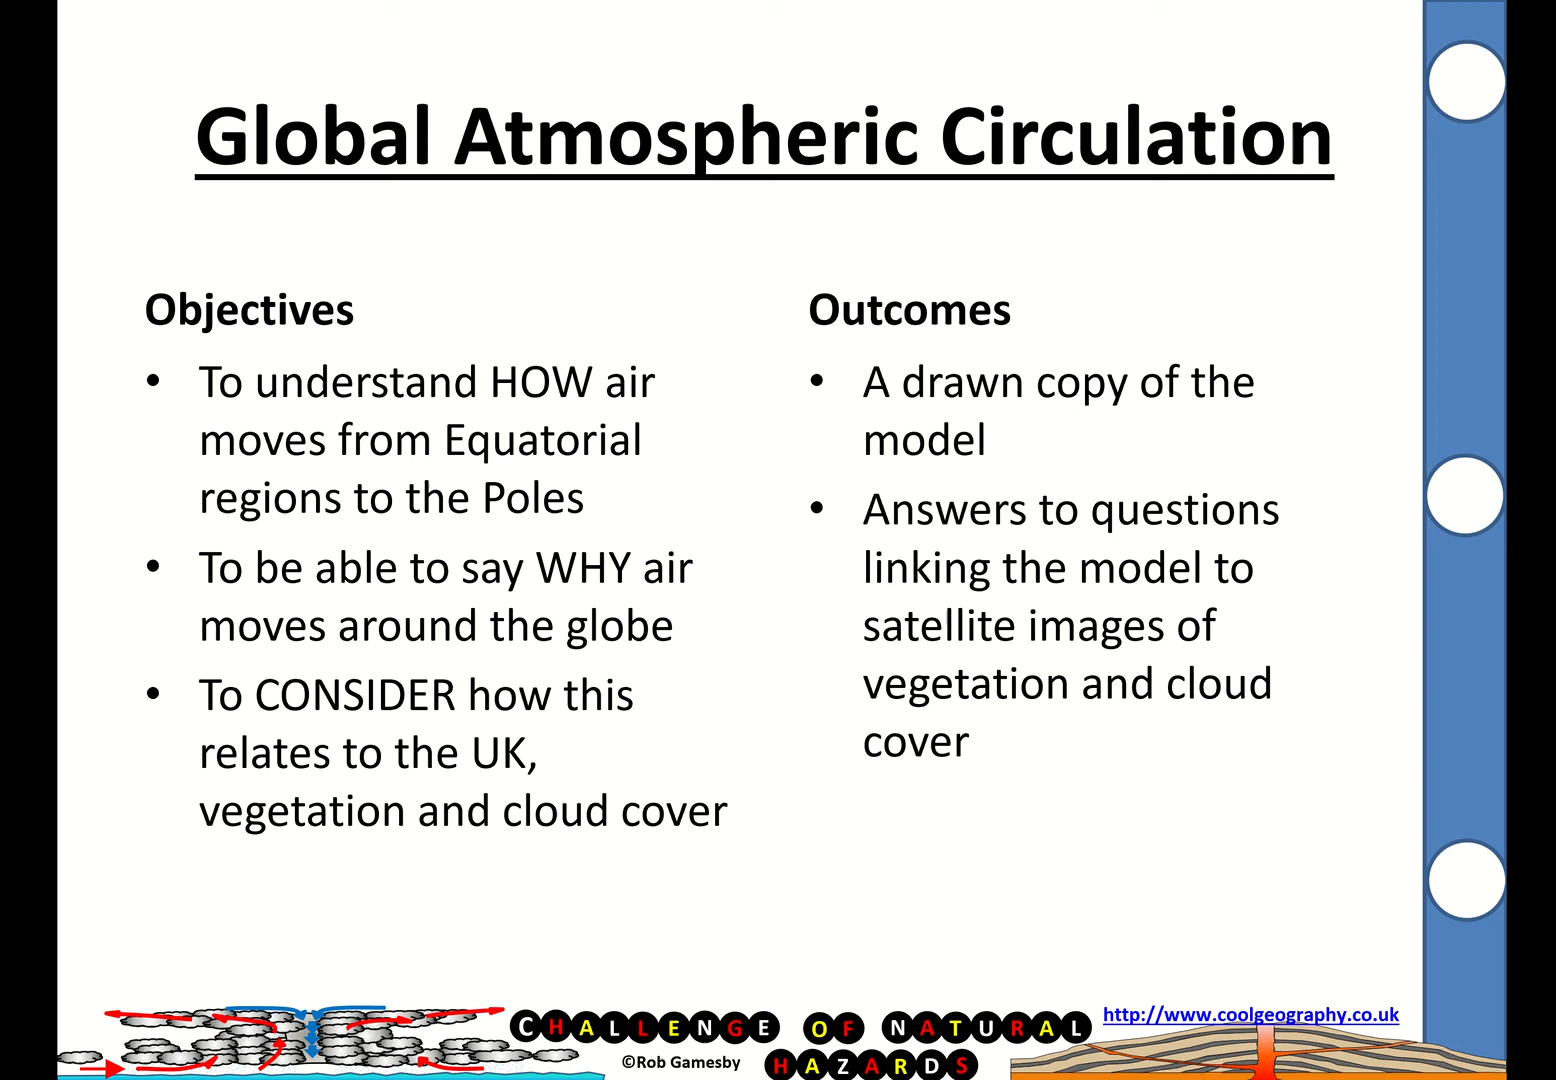 Global Atmospheric Circulation
Objectives
• To understand HOW air
moves from Equatorial
regions to the Poles
• To be able to say WHY air
moves around the globe
• To CONSIDER how this
relates to the UK,
vegetation and cloud cover
Outcomes
• A drawn copy of the
model
• Answers to questions
linking the model to
satellite images of
vegetation and cloud
cover
CHALLENGE OF NATURAL
HAZARDS
©Rob Gamesby
http://www.coolgeography.co.uk